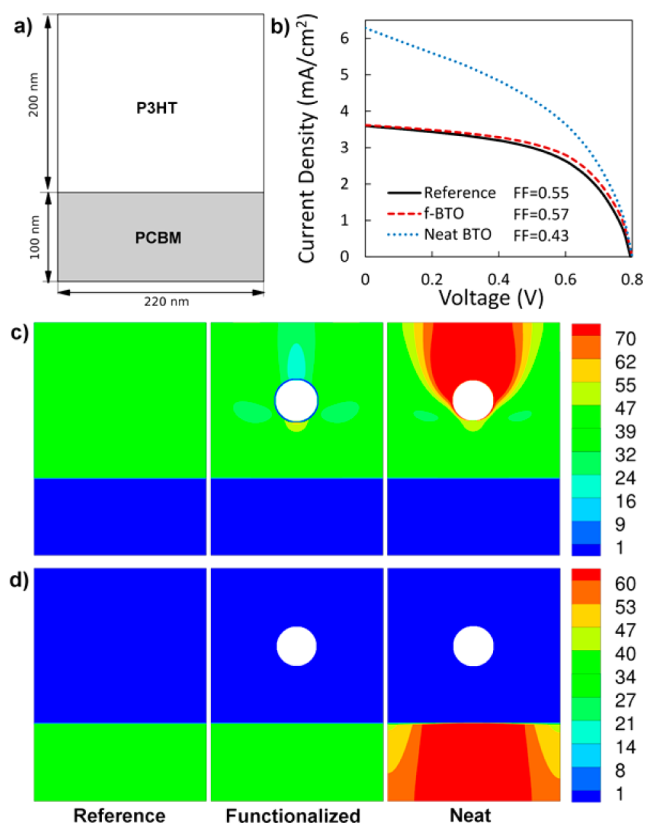 a)
200 nm
P3HT
100 nm
PCBM
220 nm
b)
Current Density (mA/cm²)
6
5
4
3
2
1
0
Reference FF=0.55
f-BTO FF=0.57
Neat BTO FF=0.43
0 0.2 0.4 0.6 0.8
Voltage (V)
c)
70
62
55
47
39
32
24
16
9
1
d)
60
53
47
40
34
27
21
14
8
1
Reference Functionalized Neat